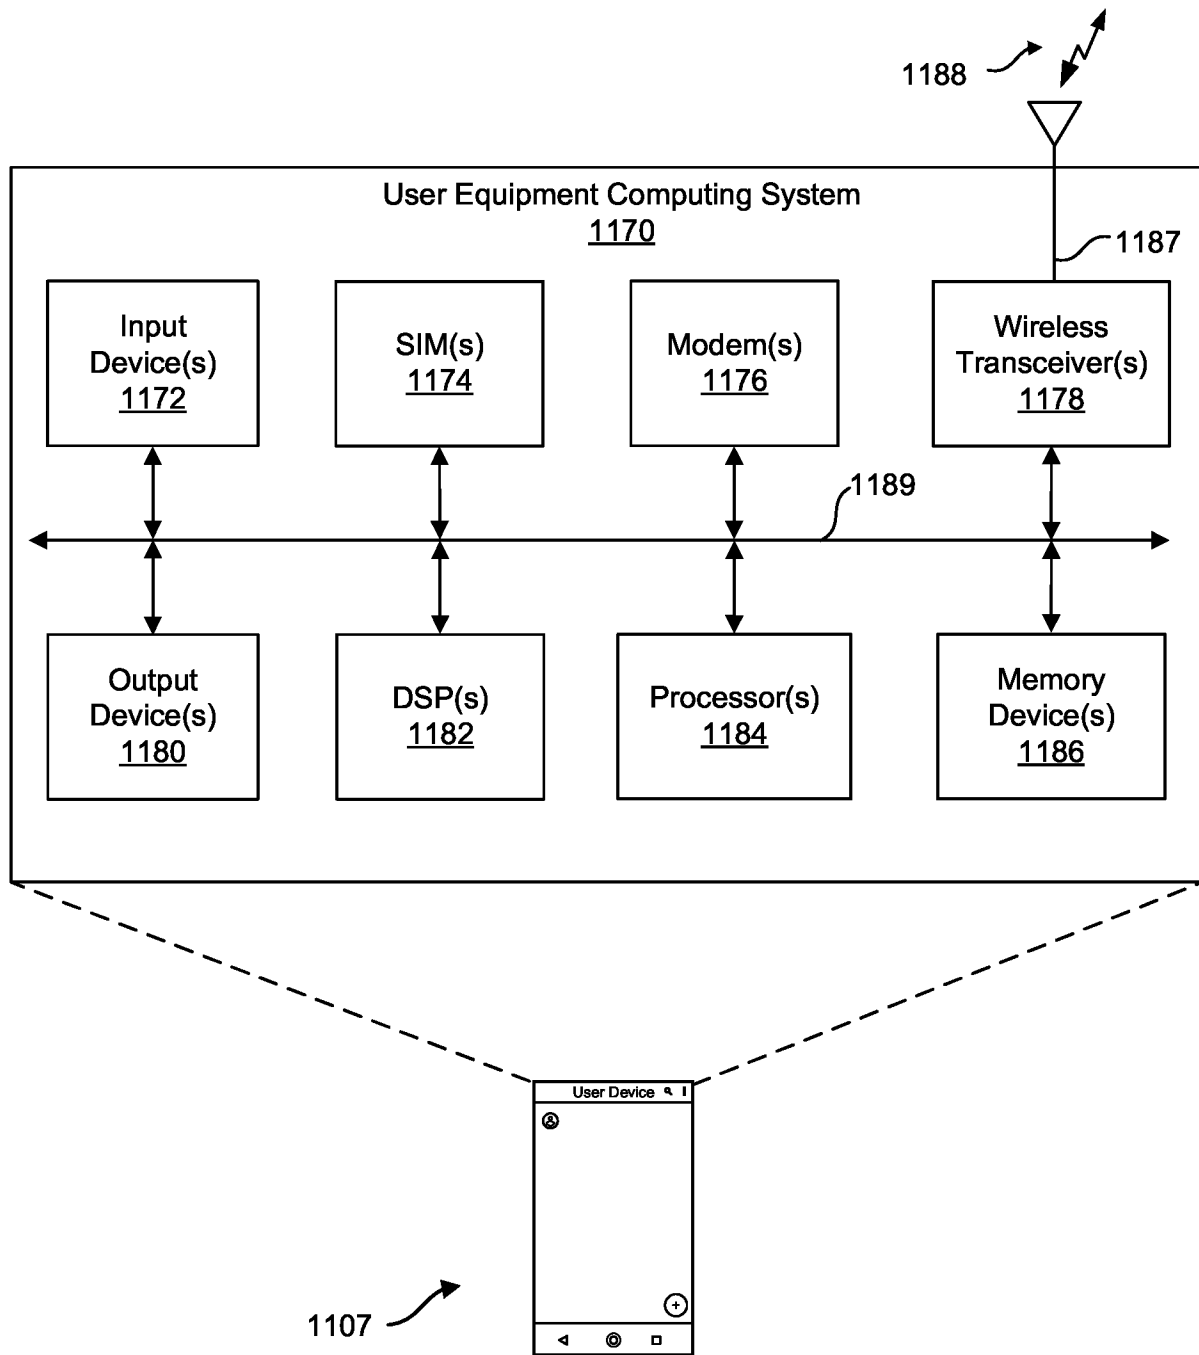 1188
User Equipment Computing System
1170
1187
Input
Device(s)
1172
SIM(s)
1174
Modem(s)
1176
Wireless
Transceiver(s)
1178
1189
Output
Device(s)
1180
DSP(s)
1182
Processor(s)
1184
Memory
Device(s)
1186
User Device
1107